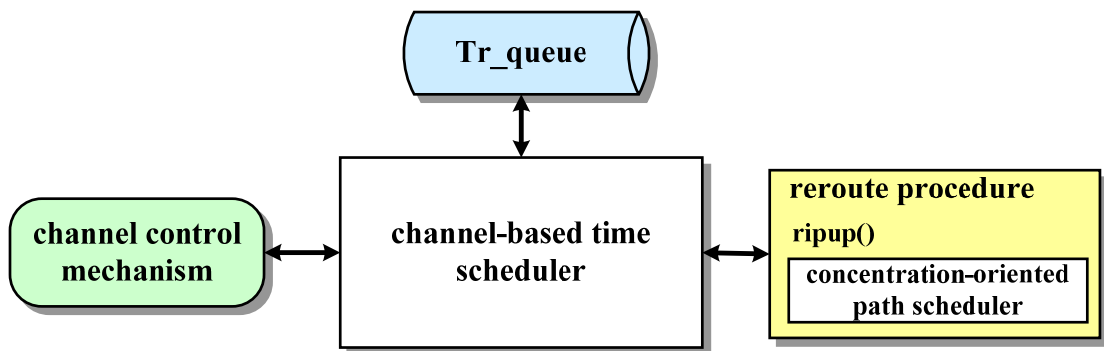 Tr_queue
channel control
mechanism
channel-based time
scheduler
reroute procedure
ripup()
concentration-oriented
path scheduler